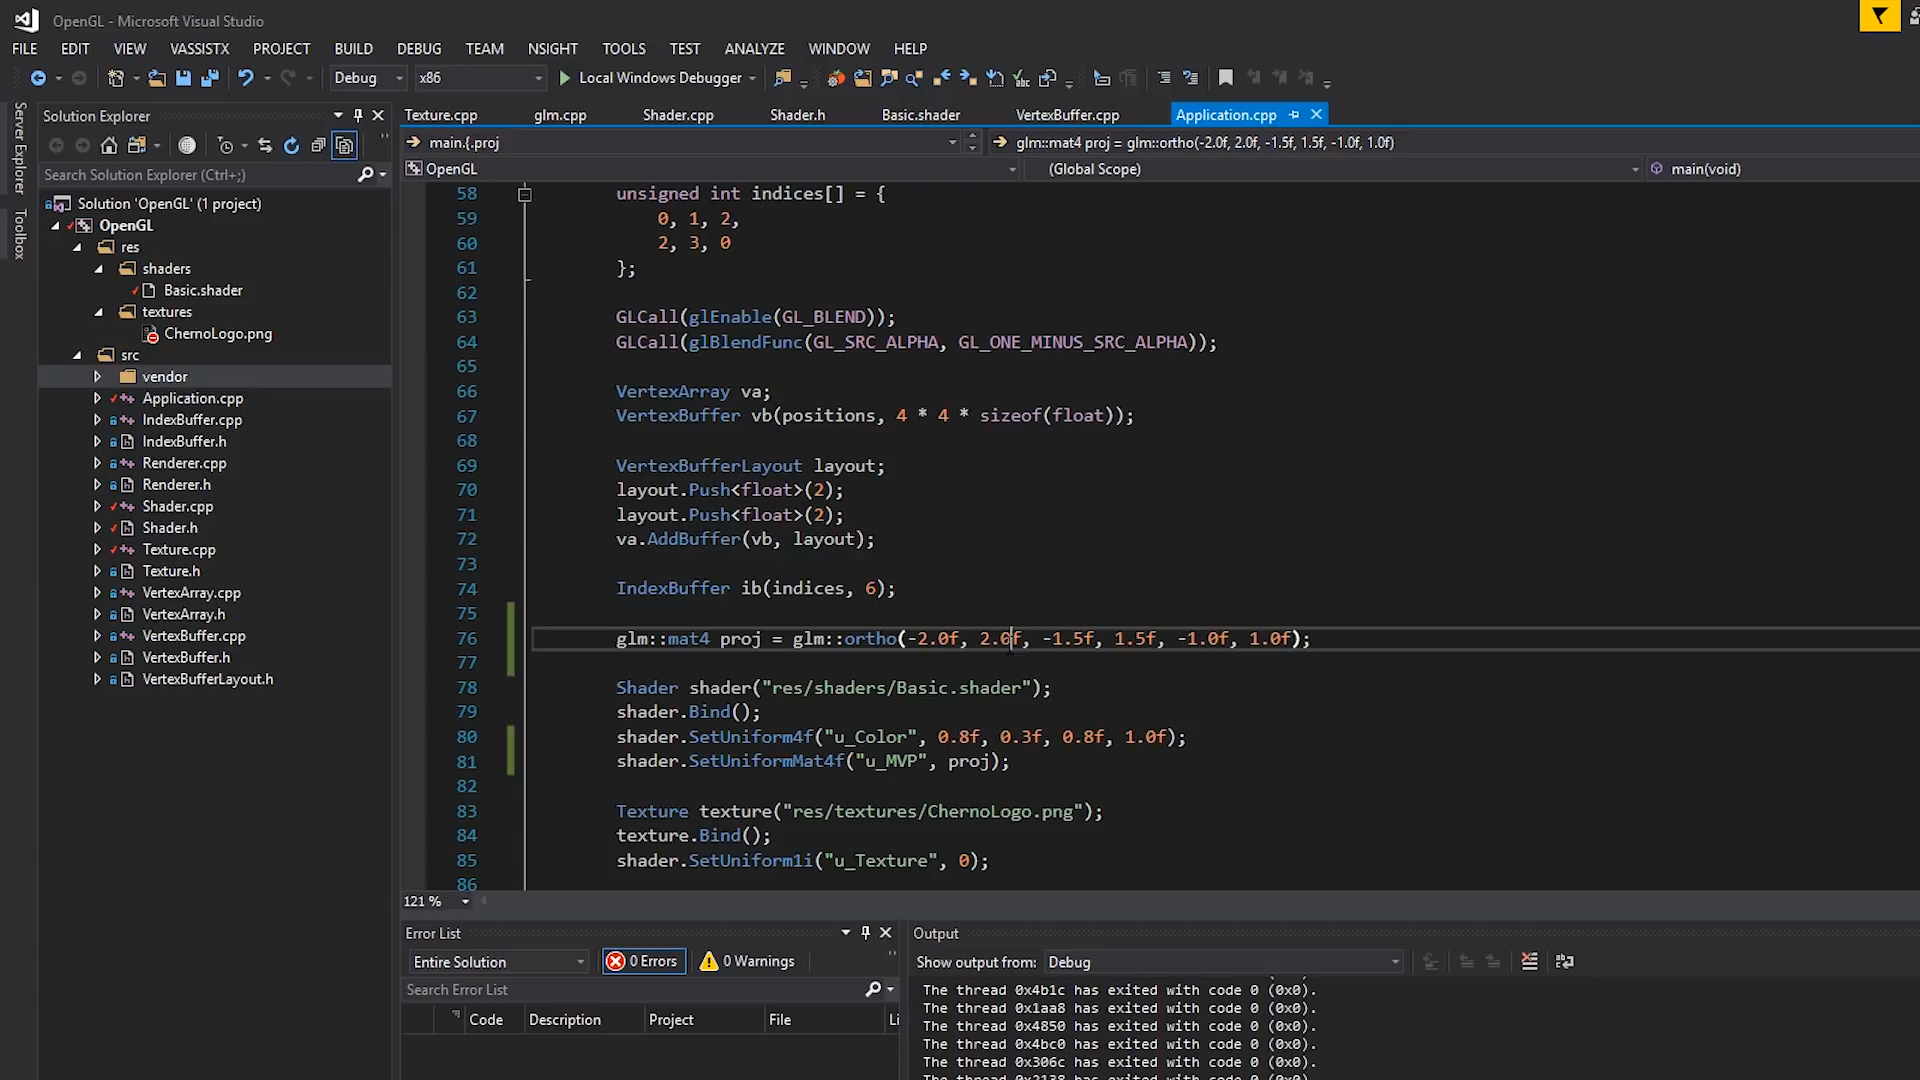 OpenGL - Microsoft Visual Studio
FILE EDIT VIEW VASSISTX PROJECT BUILD DEBUG TEAM NSIGHT TOOLS TEST ANALYZE WINDOW HELP
Debug x86 Local Windows Debugger
Server Explorer
Toolbox
Solution Explorer
Search Solution Explorer (Ctrl+;)
Solution 'OpenGL' (1 project)
OpenGL
res
shaders
Basic.shader
textures
ChernoLogo.png
src
vendor
Application.cpp
IndexBuffer.cpp
IndexBuffer.h
Renderer.cpp
Renderer.h
Shader.cpp
Shader.h
Texture.cpp
Texture.h
VertexArray.cpp
VertexArray.h
VertexBuffer.cpp
VertexBuffer.h
VertexBufferLayout.h
Texture.cpp glm.cpp Shader.cpp Shader.h Basic.shader VertexBuffer.cpp Application.cpp
main.{.proj glm::mat4 proj = glm::ortho(-2.0f, 2.0f, -1.5f, 1.5f, -1.0f, 1.0f)
OpenGL (Global Scope) main(void)
58 unsigned int indices[] = {
59 0, 1, 2,
60 2, 3, 0
61 };
62
63 GLCall(glEnable(GL_BLEND));
64 GLCall(glBlendFunc(GL_SRC_ALPHA, GL_ONE_MINUS_SRC_ALPHA));
65
66 VertexArray va;
67 VertexBuffer vb(positions, 4 * 4 * sizeof(float));
68
69 VertexBufferLayout layout;
70 layout.Push<float>(2);
71 layout.Push<float>(2);
72 va.AddBuffer(vb, layout);
73
74 IndexBuffer ib(indices, 6);
75
76 glm::mat4 proj = glm::ortho(-2.0f, 2.0f, -1.5f, 1.5f, -1.0f, 1.0f);
77
78 Shader shader("res/shaders/Basic.shader");
79 shader.Bind();
80 shader.SetUniform4f("u_Color", 0.8f, 0.3f, 0.8f, 1.0f);
81 shader.SetUniformMat4f("u_MVP", proj);
82
83 Texture texture("res/textures/ChernoLogo.png");
84 texture.Bind();
85 shader.SetUniform1i("u_Texture", 0);
86
121 %
Error List
Entire Solution 0 Errors 0 Warnings
Search Error List
Code Description Project File Li
Output
Show output from: Debug
The thread 0x4b1c has exited with code 0 (0x0).
The thread 0x1aa8 has exited with code 0 (0x0).
The thread 0x4850 has exited with code 0 (0x0).
The thread 0x4bc0 has exited with code 0 (0x0).
The thread 0x306c has exited with code 0 (0x0).